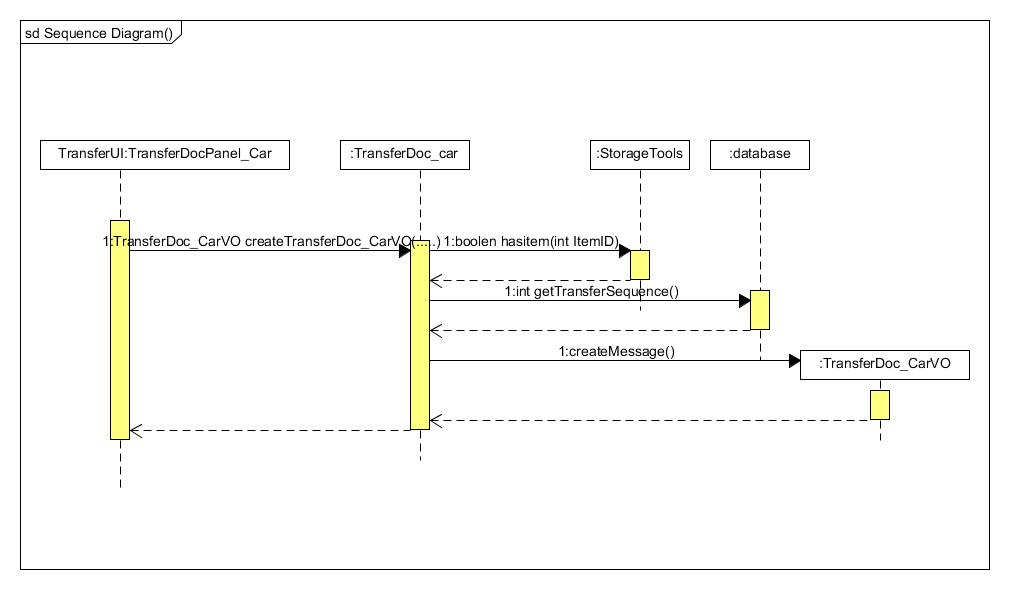 sd Sequence Diagram()
TransferUI:TransferDocPanel_Car
:TransferDoc_car
:StorageTools
:database
1:TransferDoc_CarVO createTransferDoc_CarVO(.....)
1:boolen hasitem(int ItemID)
1:int getTransferSequence()
1:createMessage()
:TransferDoc_CarVO